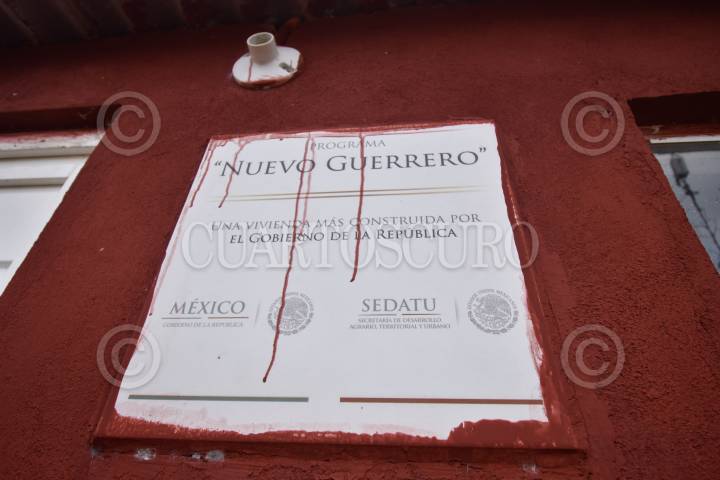 PROGRAMA
"NUEVO GUERRERO"
UNA VIVIENDA MÁS CONSTRUIDA POR
EL GOBIERNO DE LA REPÚBLICA
CUARTOSCURO
MÉXICO
GOBIERNO DE LA REPÚBLICA
SEDATU
SECRETARÍA DE DESARROLLO
AGRARIO, TERRITORIAL Y URBANO